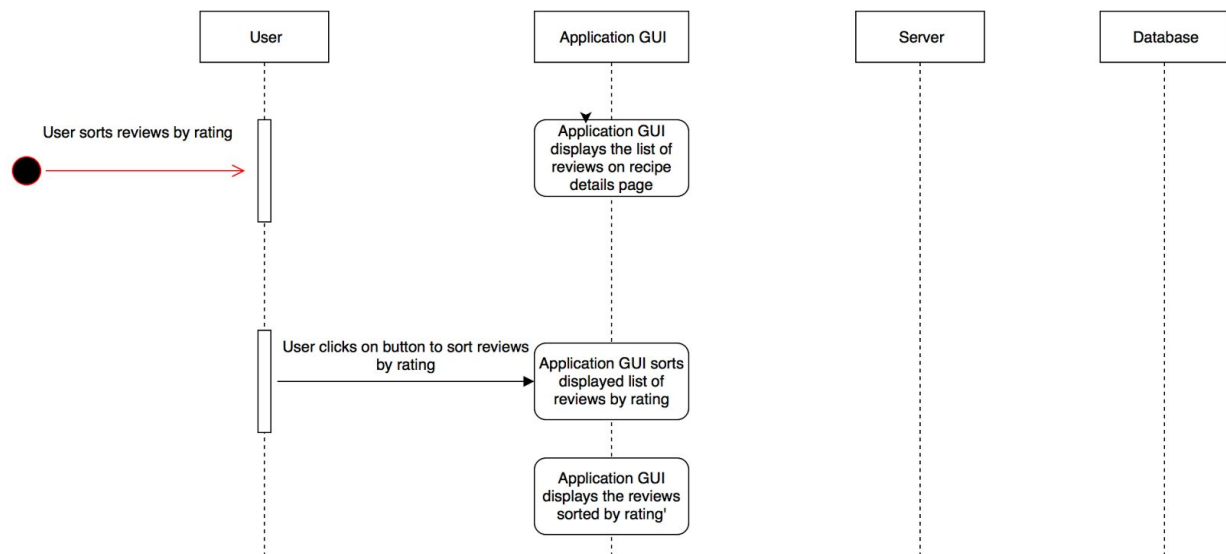 User
Application GUI
Server
Database
User sorts reviews by rating
Application GUI
displays the list of
reviews on recipe
details page
User clicks on button to sort reviews
by rating
Application GUI sorts
displayed list of
reviews by rating
Application GUI
displays the reviews
sorted by rating'